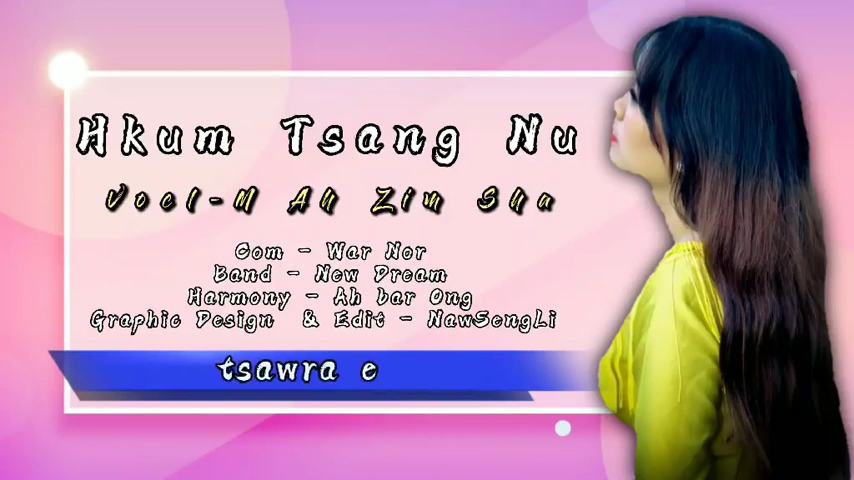 Hkum Tsang Nu
Vocl-M Ah Zim Sha
Com - War Nor
Band - New Dream
Harmony - Ah bar Ong
Graphic Design & Edit - NawSengLi
tsawra e